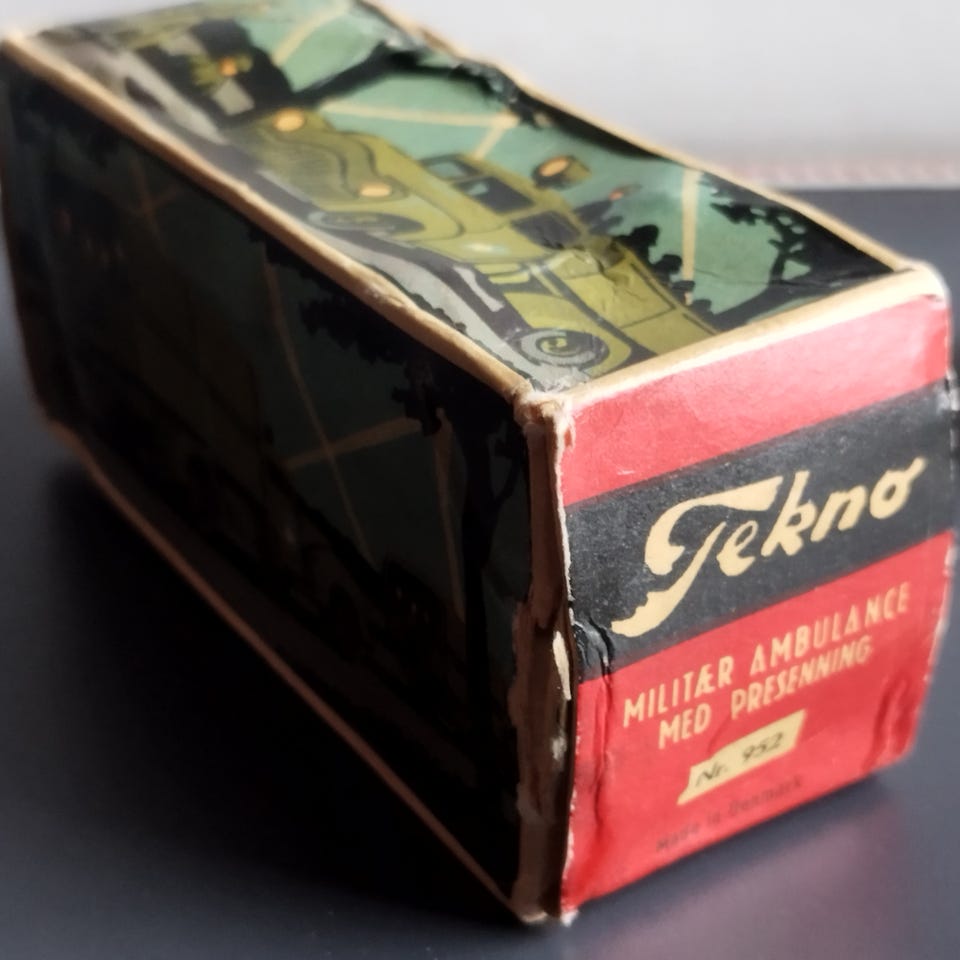 Tekno
MILITÆR AMBULANCE
MED PRESENNING
Nr. 952
Made in Denmark